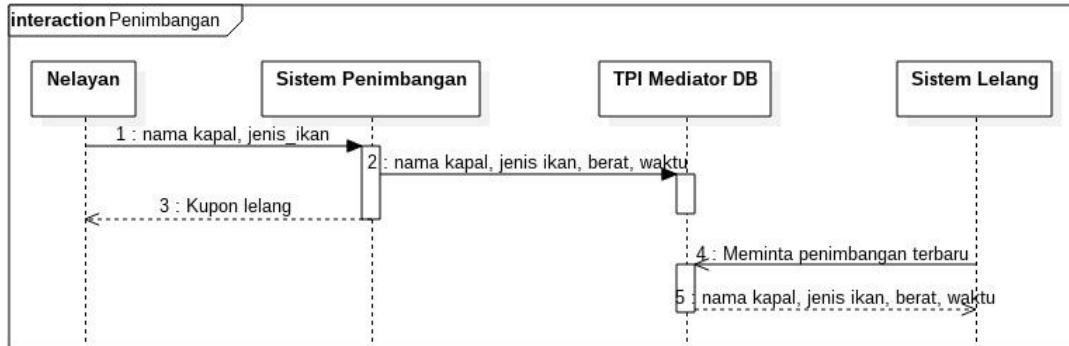 interaction Penimbangan
Nelayan
Sistem Penimbangan
TPI Mediator DB
Sistem Lelang
1 : nama kapal, jenis_ikan
2 : nama kapal, jenis ikan, berat, waktu
3 : Kupon lelang
4 : Meminta penimbangan terbaru
5 : nama kapal, jenis ikan, berat, waktu